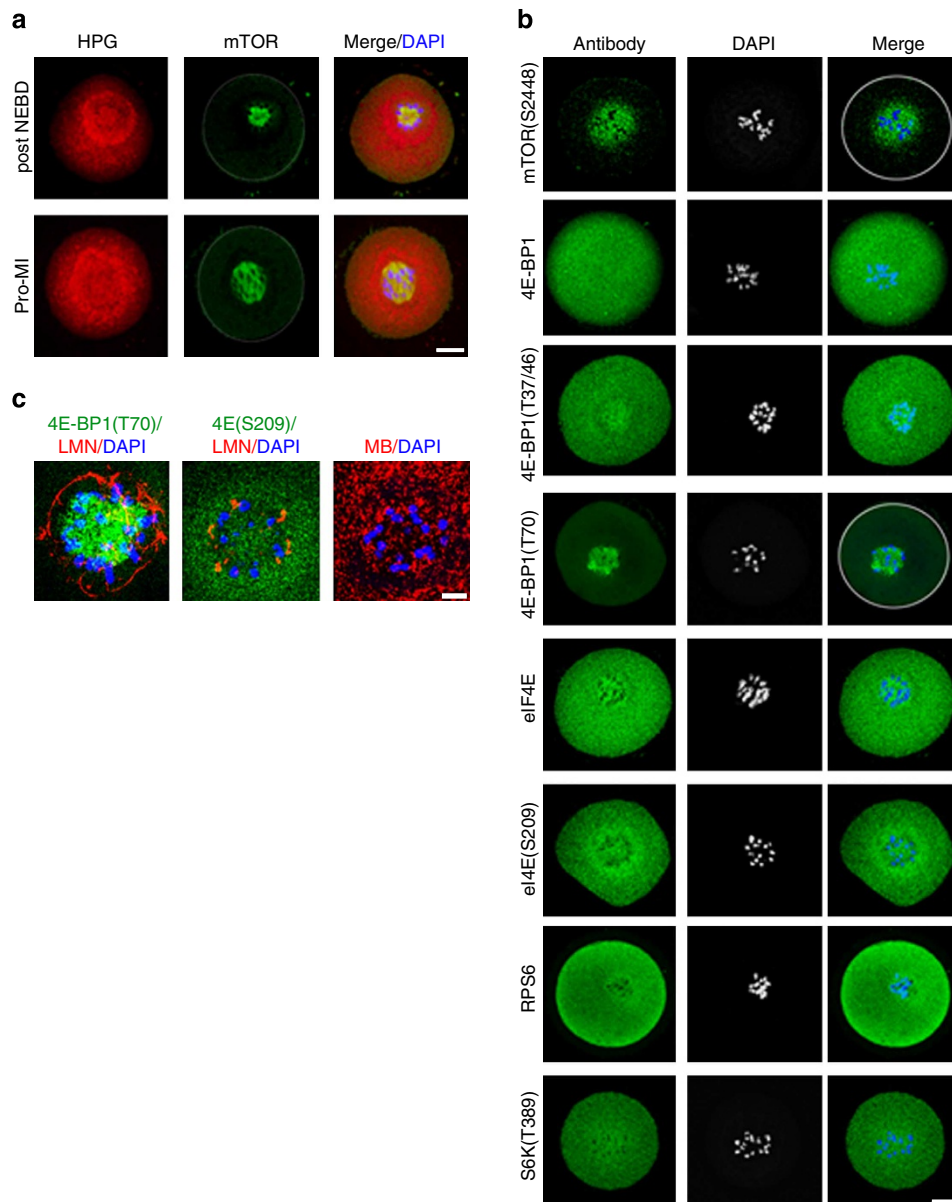 a
HPG
mTOR
Merge/DAPI
post NEBD
Pro-MI
b
Antibody
DAPI
Merge
mTOR(S2448)
4E-BP1
4E-BP1(T37/46)
4E-BP1(T70)
eIF4E
eI4E(S209)
RPS6
S6K(T389)
c
4E-BP1(T70)/
LMN/DAPI
4E(S209)/
LMN/DAPI
MB/DAPI